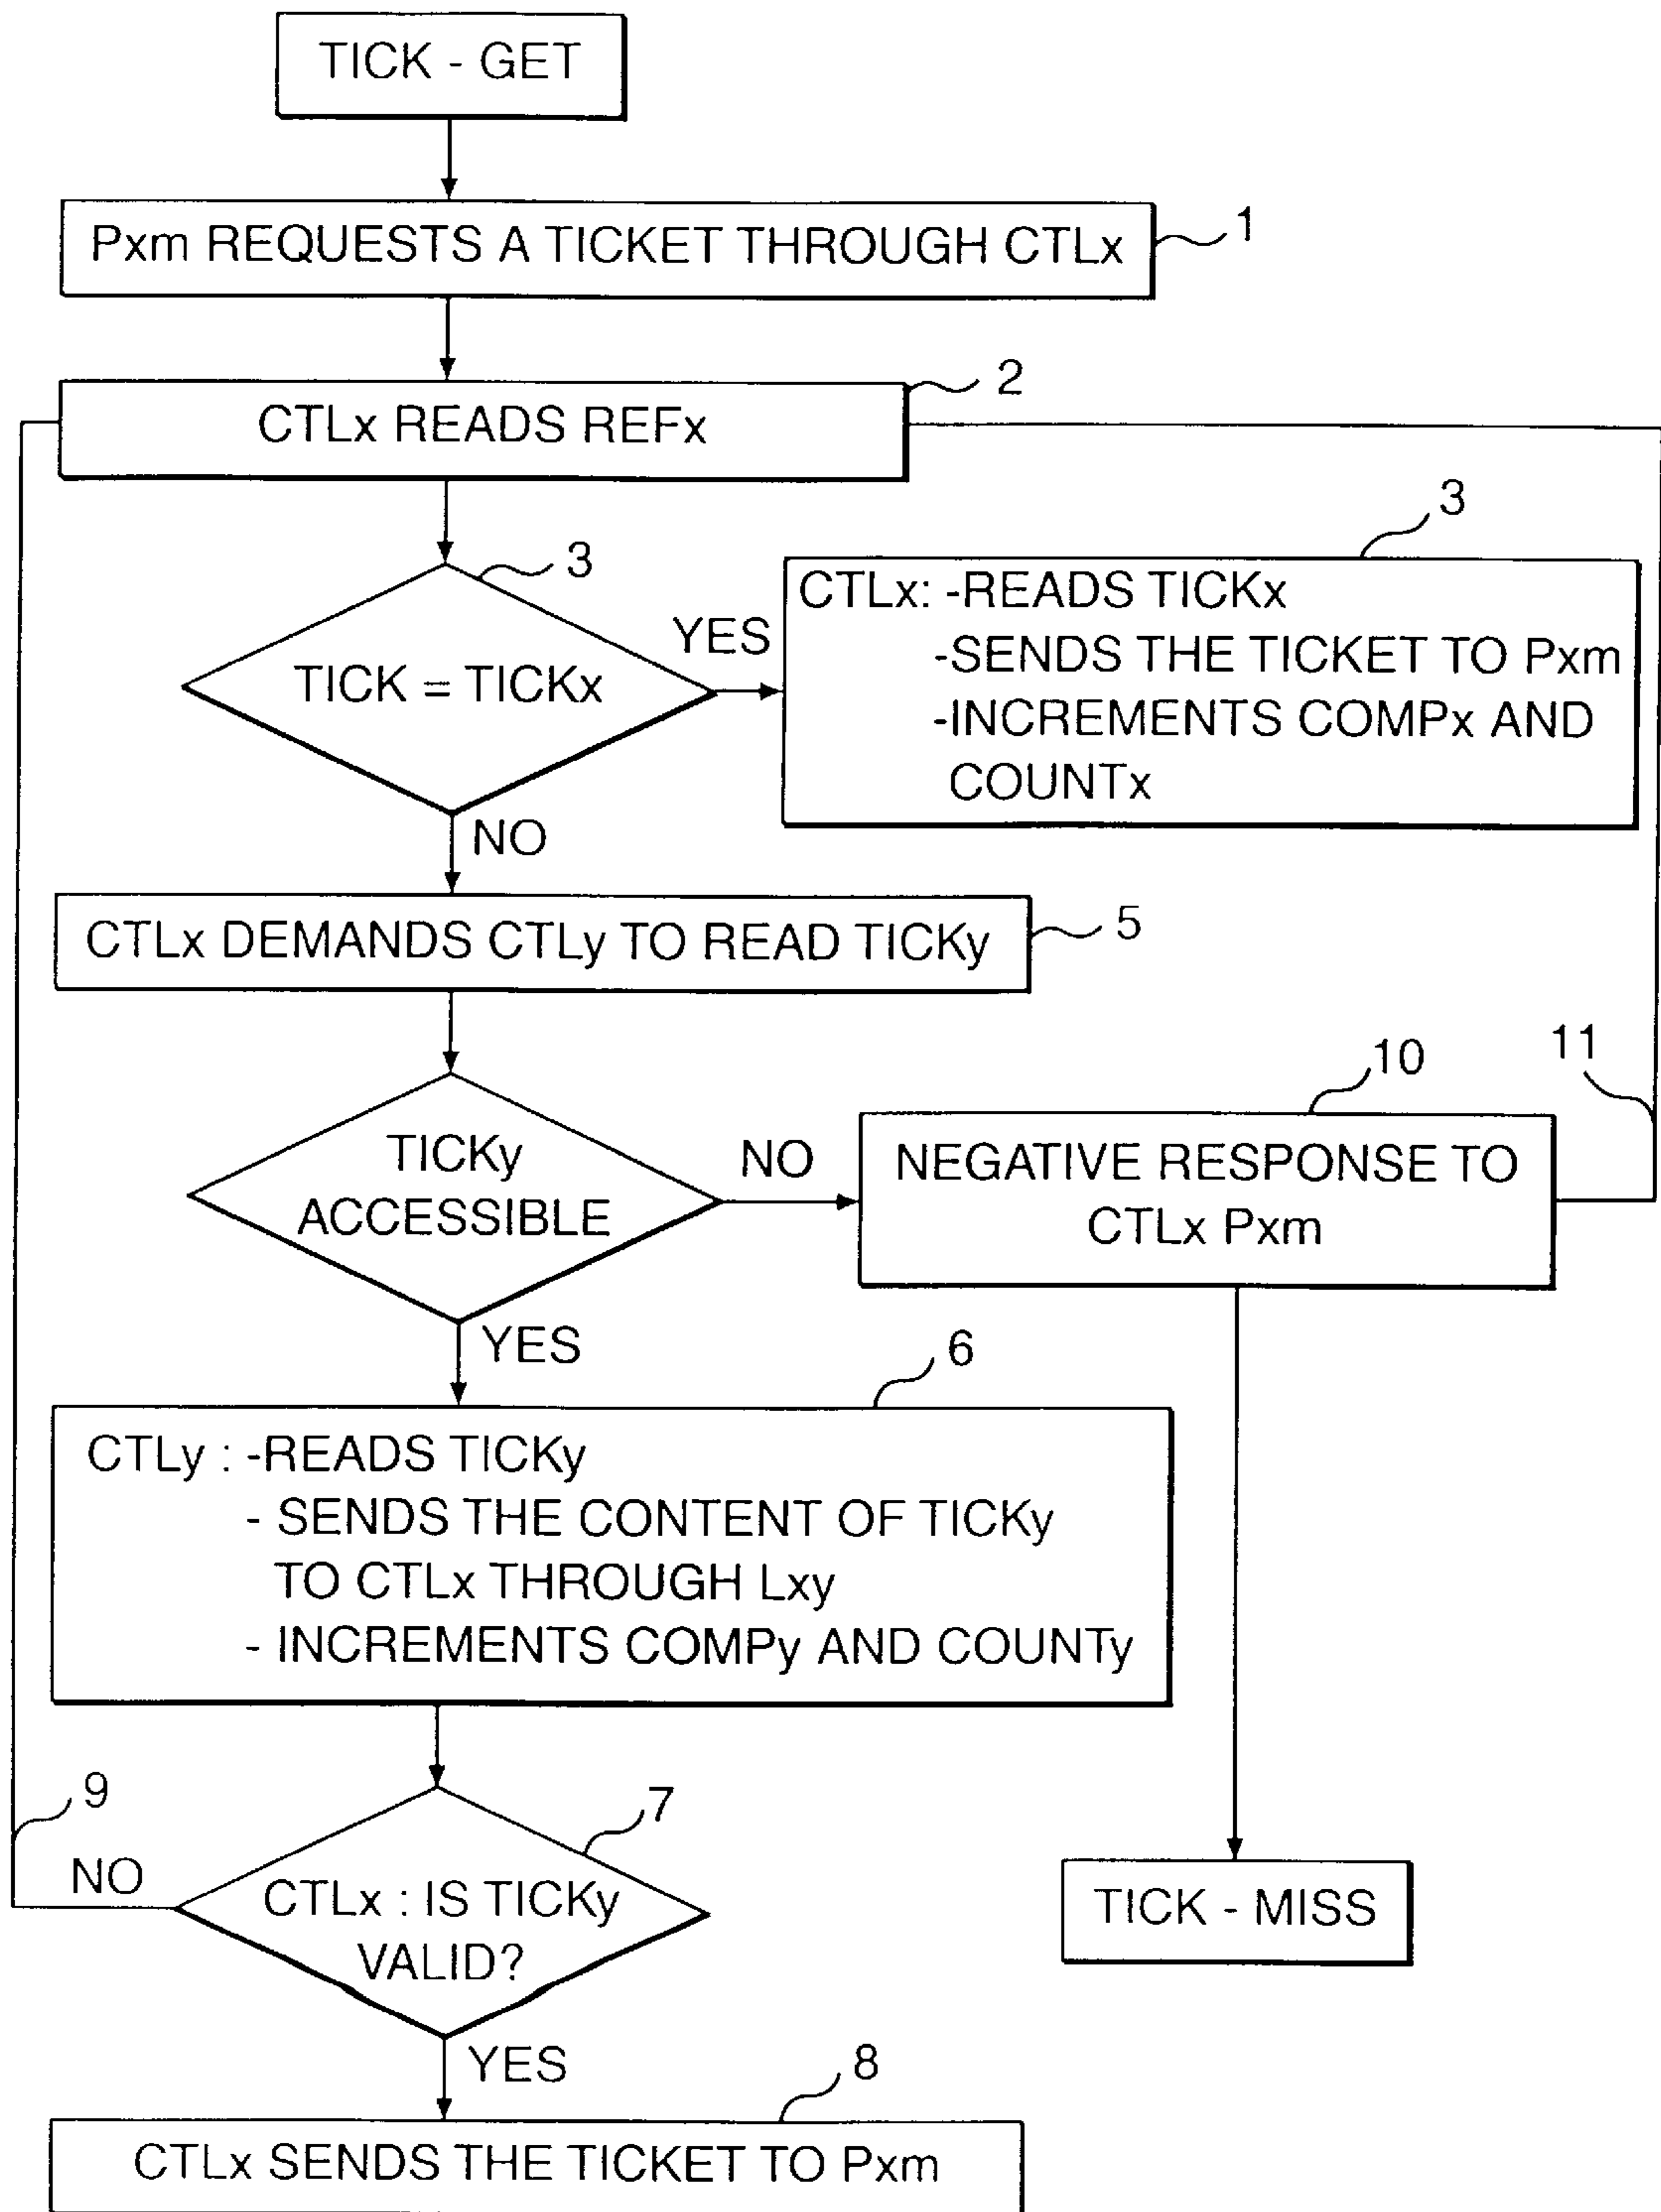 TICK - GET
Pxm REQUESTS A TICKET THROUGH CTLx
1
CTLx READS REFx
2
3
TICK = TICKx
YES
3
CTLx: -READS TICKx
-SENDS THE TICKET TO Pxm
-INCREMENTS COMPx AND
COUNTx
NO
CTLx DEMANDS CTLy TO READ TICKy
5
TICKy
ACCESSIBLE
NO
10
NEGATIVE RESPONSE TO
CTLx Pxm
11
YES
6
CTLy : -READS TICKy
- SENDS THE CONTENT OF TICKy
TO CTLx THROUGH Lxy
- INCREMENTS COMPy AND COUNTy
9
NO
7
CTLx : IS TICKy
VALID?
TICK - MISS
YES
8
CTLx SENDS THE TICKET TO Pxm